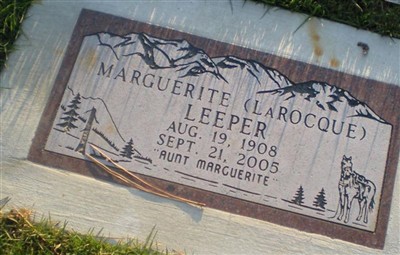 MARGUERITE (LaROCQUE)
LEEPER
AUG. 19, 1908
SEPT. 21, 2005
"AUNT MARGUERITE"